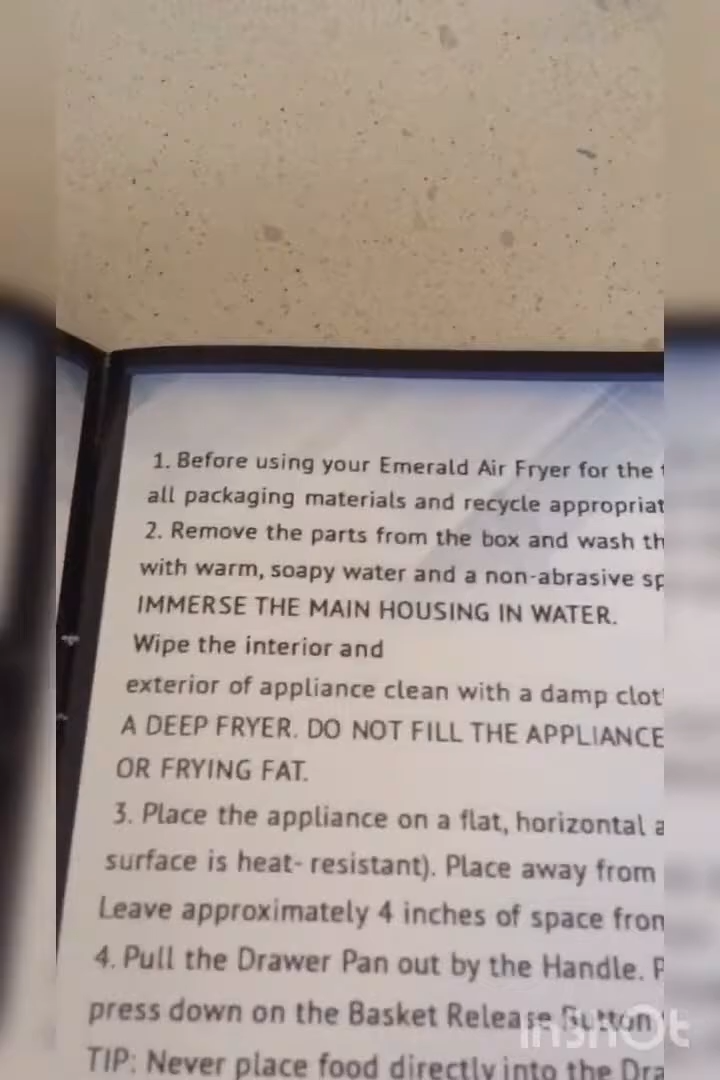 1. Before using your Emerald Air Fryer for the
all packaging materials and recycle appropriat
2. Remove the parts from the box and wash th
with warm, soapy water and a non-abrasive sp
IMMERSE THE MAIN HOUSING IN WATER.
Wipe the interior and
exterior of appliance clean with a damp clot
A DEEP FRYER. DO NOT FILL THE APPLIANCE
OR FRYING FAT.
3. Place the appliance on a flat, horizontal a
surface is heat- resistant). Place away from
Leave approximately 4 inches of space from
4. Pull the Drawer Pan out by the Handle.
press down on the Basket Release Button
TIP: Never place food directly into the Dra
InShOt